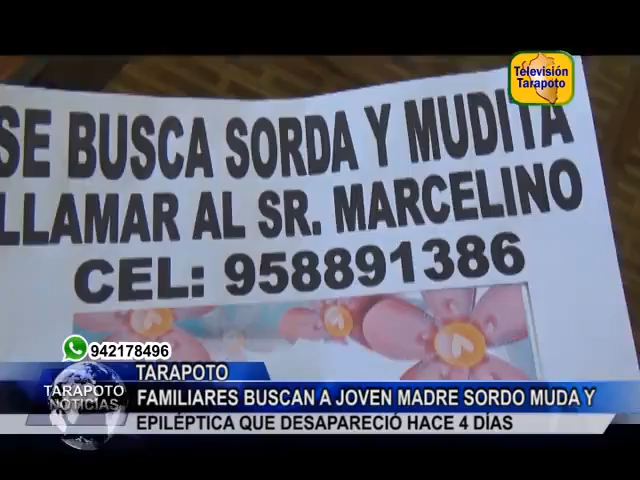 Televisión
Tarapoto
SE BUSCA SORDA Y MUDITA
LLAMAR AL SR. MARCELINO
CEL: 958891386
942178496
TARAPOTO
TARAPOTO
NOTICIAS
FAMILIARES BUSCAN A JOVEN MADRE SORDO MUDA Y
EPILÉPTICA QUE DESAPARECIÓ HACE 4 DÍAS